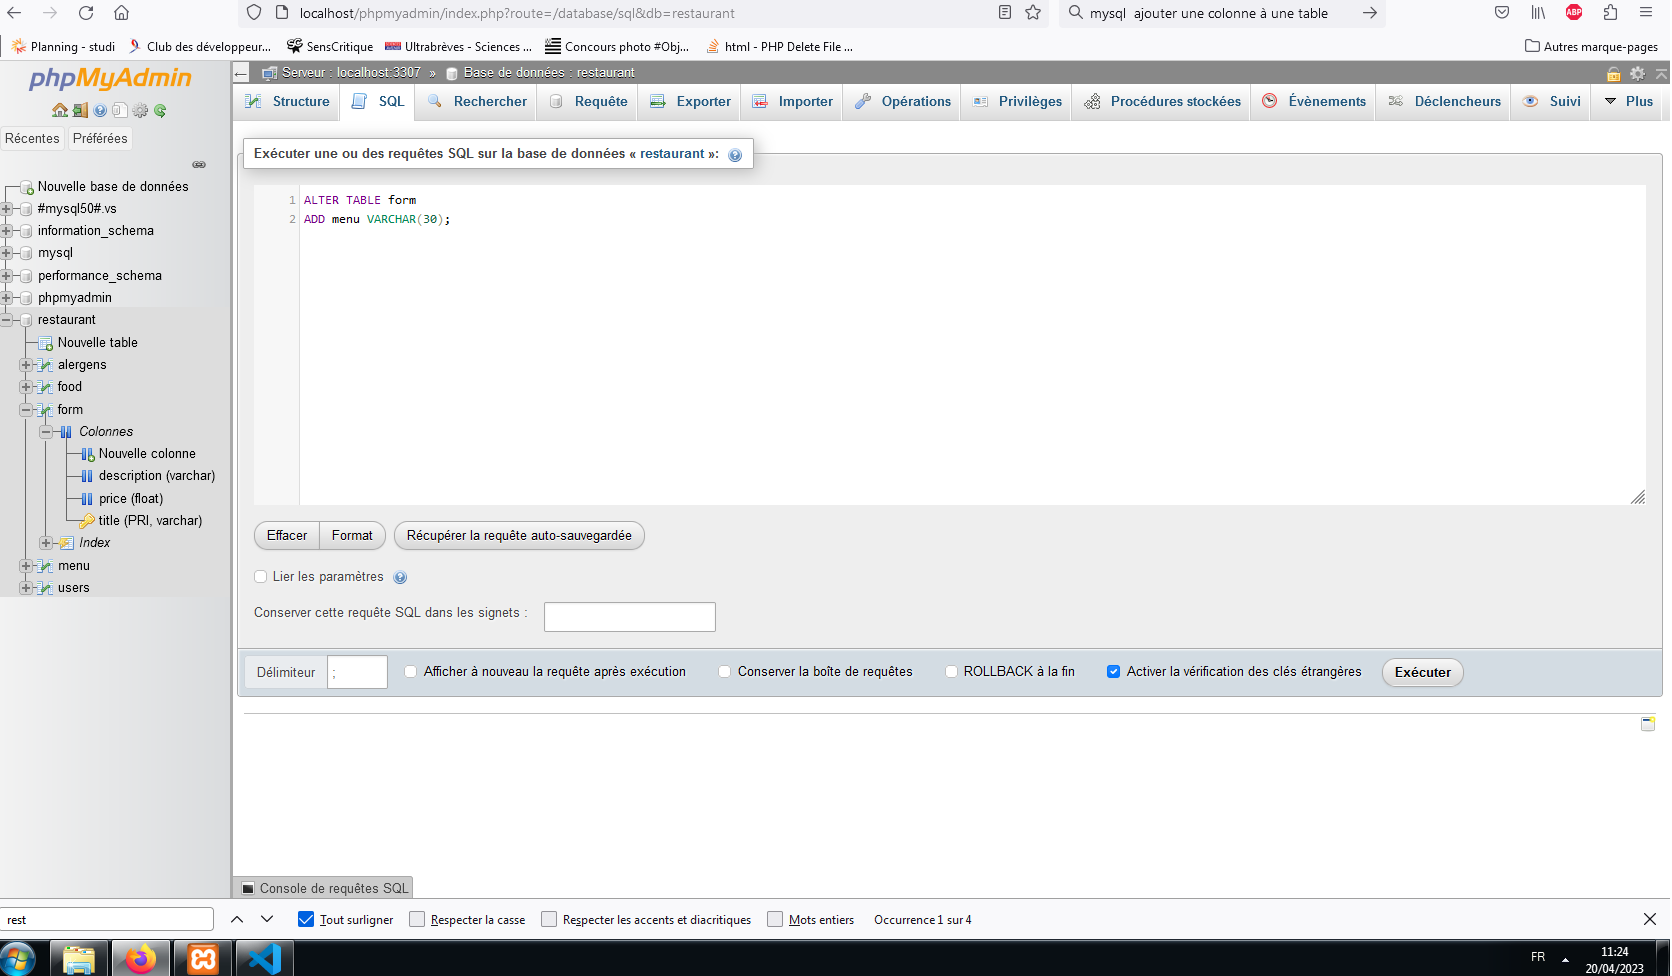 localhost/phpmyadmin/index.php?route=/database/sql&db=restaurant
mysql  ajouter une colonne à une table
ABP
Planning - studi
Club des développeur...
SensCritique
Ultrabrèves - Sciences ...
Concours photo #Obj...
html - PHP Delete File ...
Autres marque-pages
phpMyAdmin
Récentes
Préférées
Nouvelle base de données
#mysql50#.vs
information_schema
mysql
performance_schema
phpmyadmin
restaurant
Nouvelle table
alergens
food
form
Colonnes
Nouvelle colonne
description (varchar)
price (float)
title (PRI, varchar)
Index
menu
users
Serveur : localhost:3307 » Base de données : restaurant
Structure
SQL
Rechercher
Requête
Exporter
Importer
Opérations
Privilèges
Procédures stockées
Évènements
Déclencheurs
Suivi
Plus
Exécuter une ou des requêtes SQL sur la base de données « restaurant »:
1 ALTER TABLE form
2 ADD menu VARCHAR(30);
Effacer
Format
Récupérer la requête auto-sauvegardée
Lier les paramètres
Conserver cette requête SQL dans les signets :
Délimiteur
;
Afficher à nouveau la requête après exécution
Conserver la boîte de requêtes
ROLLBACK à la fin
Activer la vérification des clés étrangères
Exécuter
Console de requêtes SQL
rest
Tout surligner
Respecter la casse
Respecter les accents et diacritiques
Mots entiers
Occurrence 1 sur 4
FR
11:24
20/04/2023